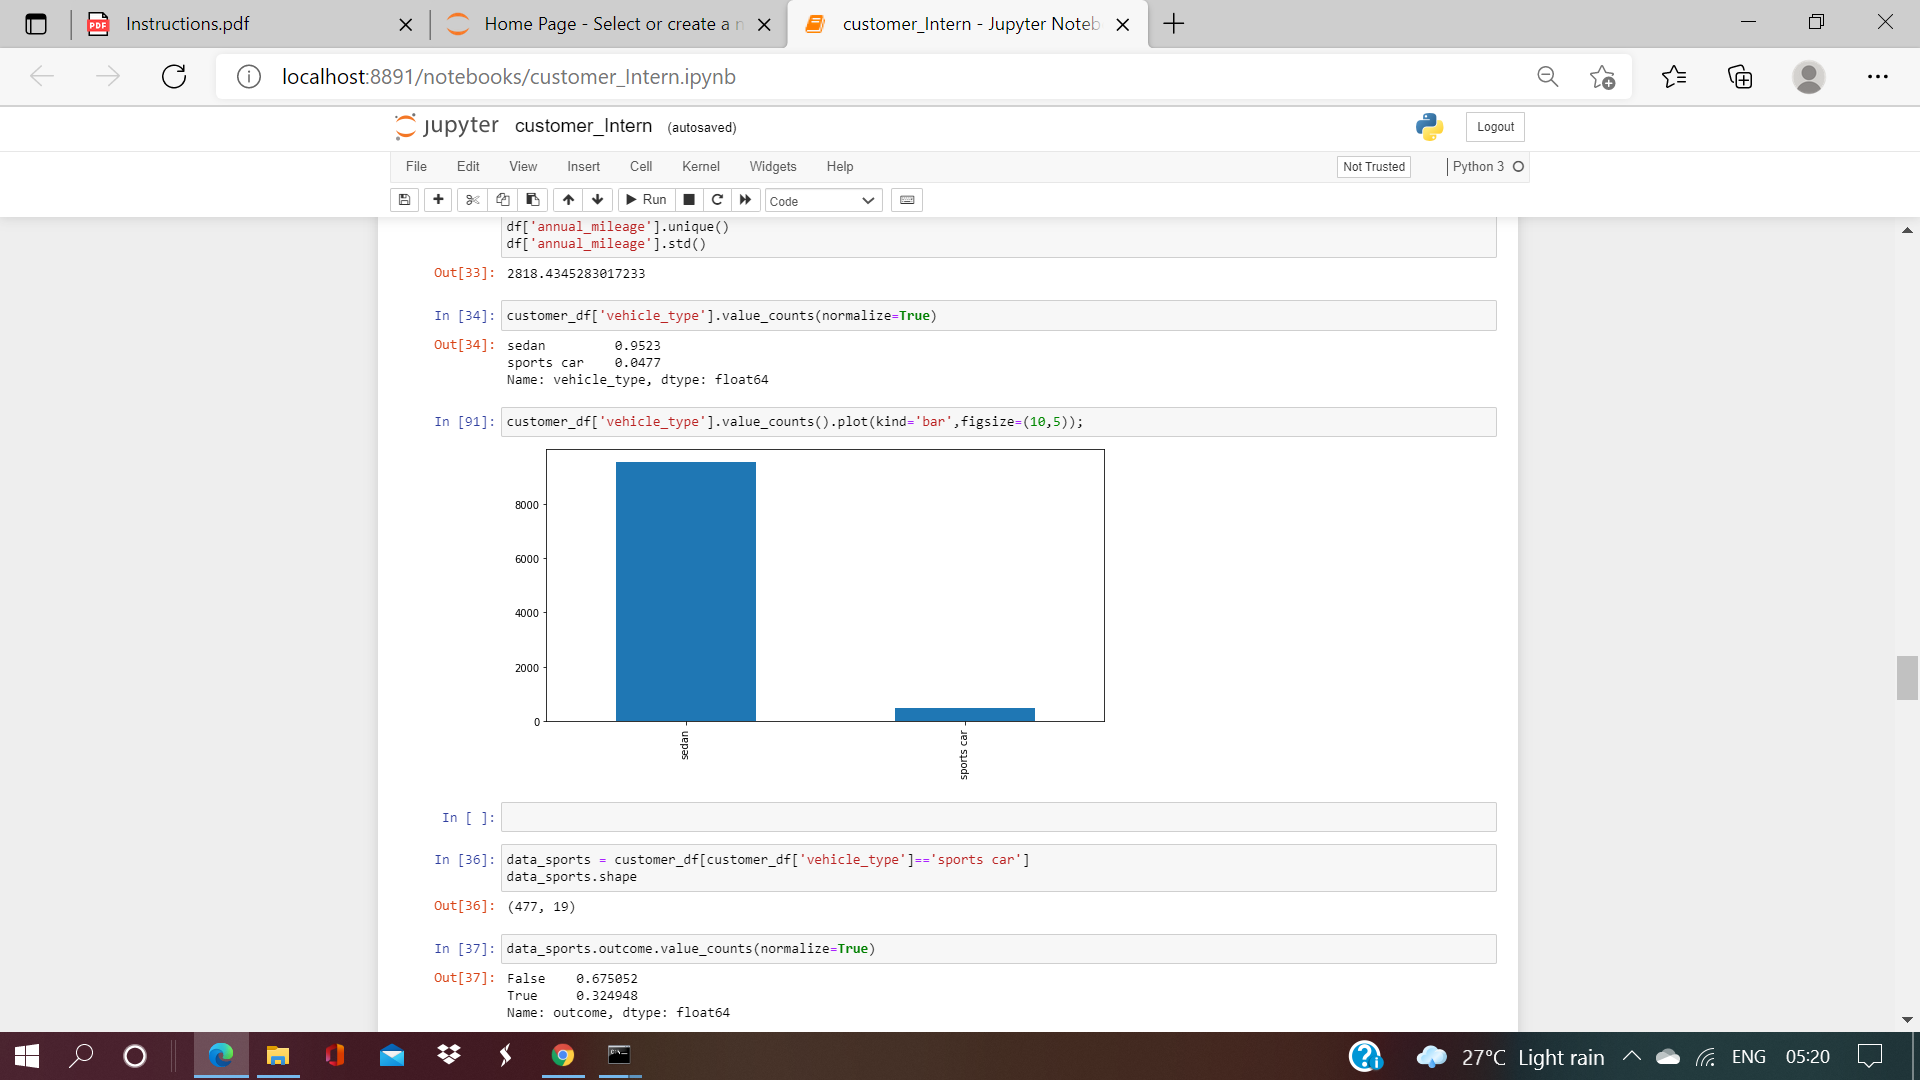 Instructions.pdf
Home Page - Select or create a n
customer_Intern - Jupyter Noteb
localhost:8891/notebooks/customer_Intern.ipynb
jupyter customer_Intern (autosaved)
Logout
File Edit View Insert Cell Kernel Widgets Help
Not Trusted
Python 3
Run
Code
df['annual_mileage'].unique()
df['annual_mileage'].std()
Out[33]: 2818.4345283017233
In [34]: customer_df['vehicle_type'].value_counts(normalize=True)
Out[34]: sedan 0.9523
sports car 0.0477
Name: vehicle_type, dtype: float64
In [91]: customer_df['vehicle_type'].value_counts().plot(kind='bar',figsize=(10,5));
8000
6000
4000
2000
0
sedan
sports car
In [ ]:
In [36]: data_sports = customer_df[customer_df['vehicle_type']=='sports car']
data_sports.shape
Out[36]: (477, 19)
In [37]: data_sports.outcome.value_counts(normalize=True)
Out[37]: False 0.675052
True 0.324948
Name: outcome, dtype: float64
27°C Light rain
ENG
05:20